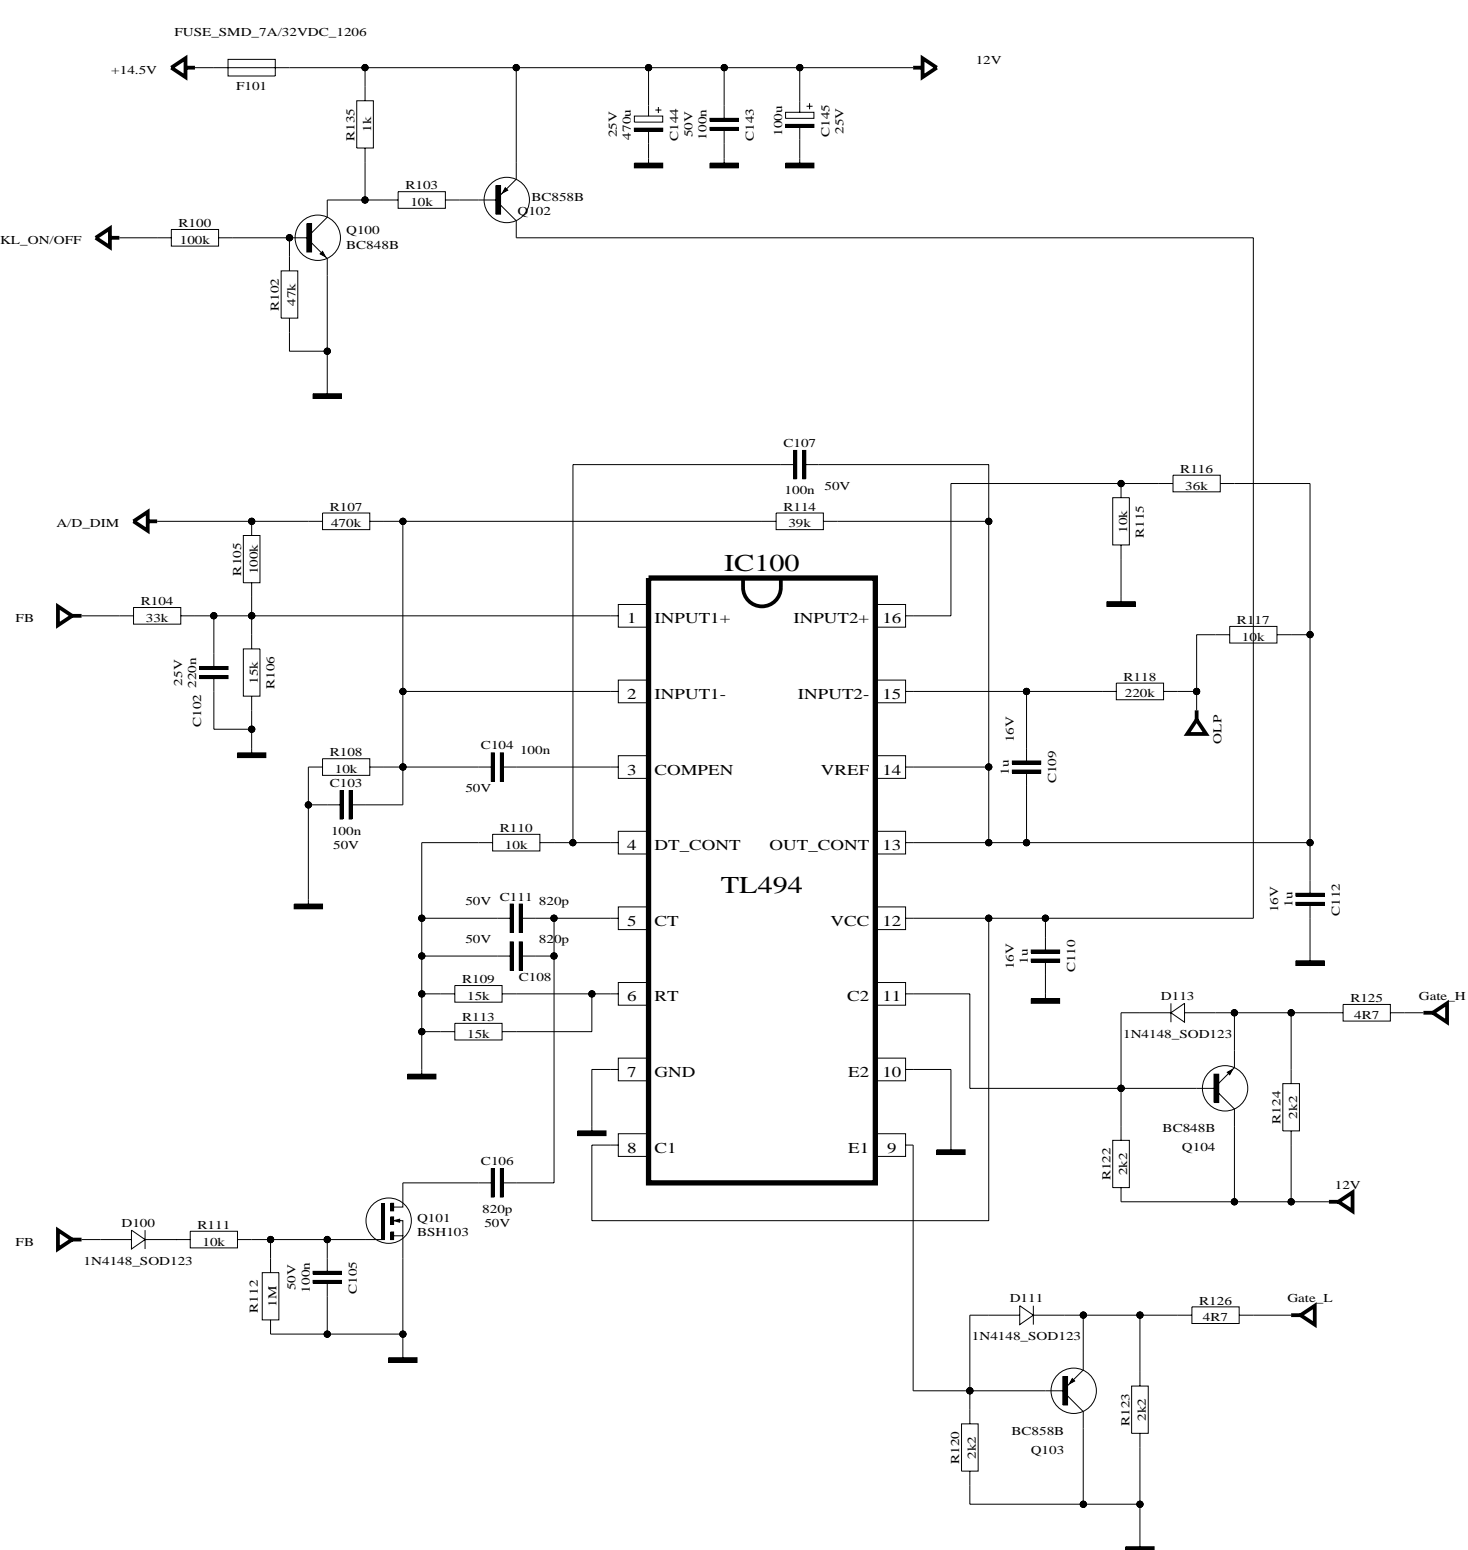 FUSE_SMD_7A/32VDC_1206
+14.5V
F101
12V
R135
1k
25V
470u
C144
+
50V
100n
C143
100u
+
C145
25V
R103
10k
BC858B
Q102
KL_ON/OFF
R100
100k
Q100
BC848B
R102
47k
C107
100n
50V
R116
36k
A/D_DIM
R107
470k
R114
39k
10k
R115
R105
100k
IC100
FB
R104
33k
1
INPUT1+
INPUT2+
16
R117
10k
25V
220n
C102
15k
R106
2
INPUT1-
INPUT2-
15
R118
220k
OLP
16V
1u
C109
R108
10k
C104
100n
50V
3
COMPEN
VREF
14
C103
100n
50V
R110
10k
4
DT_CONT
OUT_CONT
13
TL494
50V
C111
820p
5
CT
VCC
12
16V
1u
C112
50V
820p
C108
16V
1u
C110
R109
15k
6
RT
C2
11
D113
1N4148_SOD123
R125
4R7
Gate_H
R113
15k
7
GND
E2
10
R124
2k2
BC848B
Q104
8
C1
E1
9
R122
2k2
C106
820p
50V
12V
Q101
BSH103
FB
D100
1N4148_SOD123
R111
10k
R112
1M
50V
100n
C105
D111
1N4148_SOD123
R126
4R7
Gate_L
R123
2k2
BC858B
Q103
R120
2k2